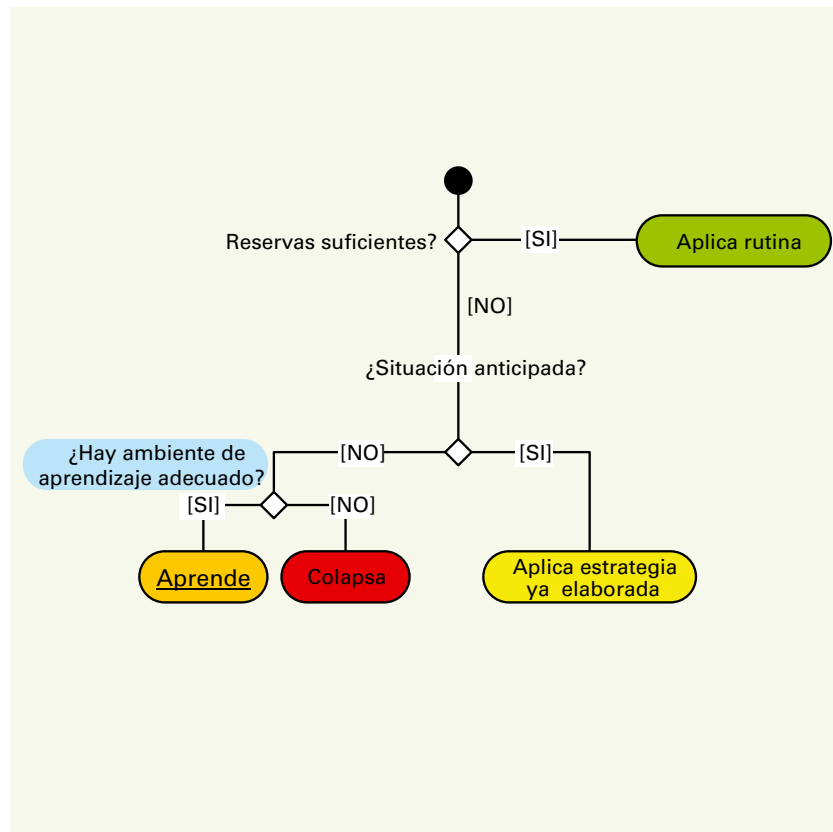 Reservas suficientes?
[SI]
Aplica rutina
[NO]
¿Situación anticipada?
[NO]
[SI]
¿Hay ambiente de
aprendizaje adecuado?
[SI]
[NO]
Aprende
Colapsa
Aplica estrategia
ya elaborada